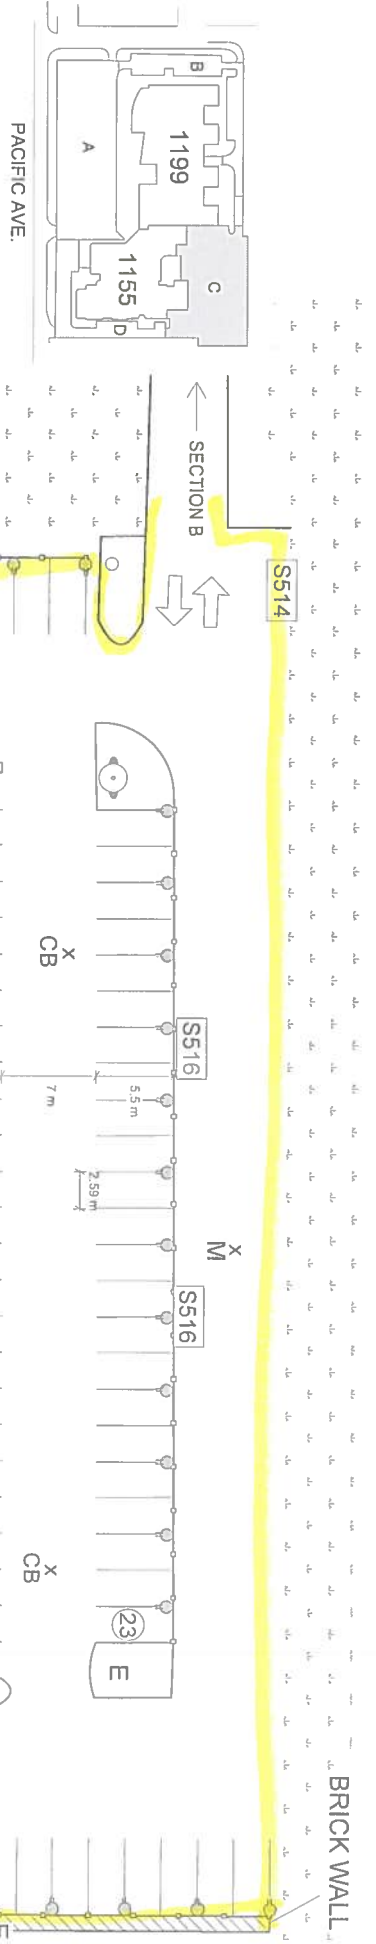 B
1199
A
C
1155
D
PACIFIC AVE.
SECTION B
S514
x
CB
S516
5.5 m
7 m
2.59 m
x
M
S516
x
CB
23
E
BRICK WALL